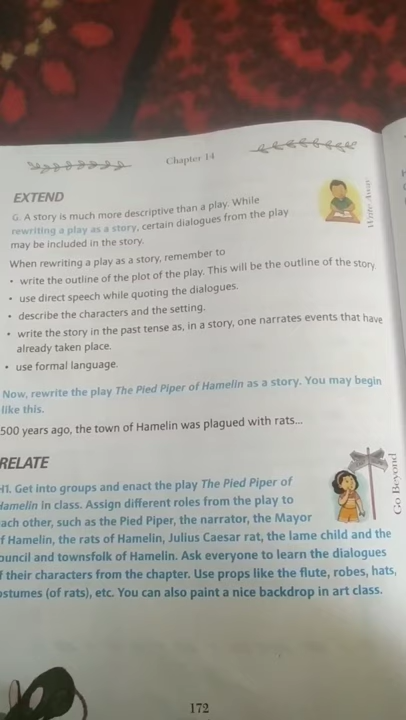 Chapter 14
EXTEND
G. A story is much more descriptive than a play. While
rewriting a play as a story, certain dialogues from the play
may be included in the story.
Write Away
When rewriting a play as a story, remember to
• write the outline of the plot of the play. This will be the outline of the story
• use direct speech while quoting the dialogues.
• describe the characters and the setting.
• write the story in the past tense as, in a story, one narrates events that have
already taken place.
• use formal language.
Now, rewrite the play The Pied Piper of Hamelin as a story. You may begin
like this.
500 years ago, the town of Hamelin was plagued with rats...
RELATE
H1. Get into groups and enact the play The Pied Piper of
Hamelin in class. Assign different roles from the play to
ach other, such as the Pied Piper, the narrator, the Mayor
f Hamelin, the rats of Hamelin, Julius Caesar rat, the lame child and the
ouncil and townsfolk of Hamelin. Ask everyone to learn the dialogues
f their characters from the chapter. Use props like the flute, robes, hats,
ostumes (of rats), etc. You can also paint a nice backdrop in art class.
Go Beyond
172